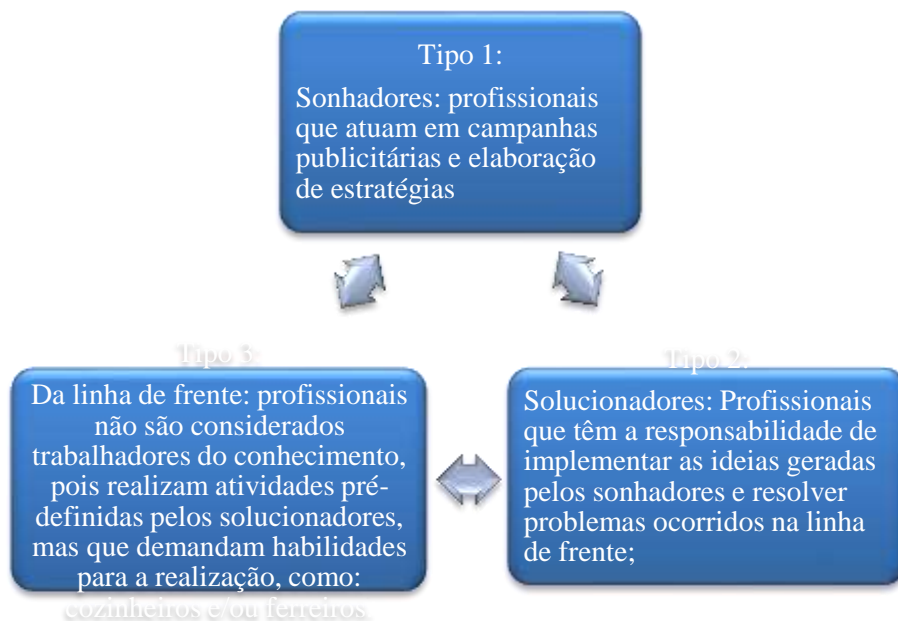 Tipo 1:
Sonhadores: profissionais
que atuam em campanhas
publicitárias e elaboração
de estratégias
Tipo 3:
Da linha de frente: profissionais
não são considerados
trabalhadores do conhecimento,
pois realizam atividades pré-
definidas pelos solucionadores,
mas que demandam habilidades
para a realização, como:
cozinheiros e/ou ferreiros.
Tipo 2:
Solucionadores: Profissionais
que têm a responsabilidade de
implementar as ideias geradas
pelos sonhadores e resolver
problemas ocorridos na linha
de frente;